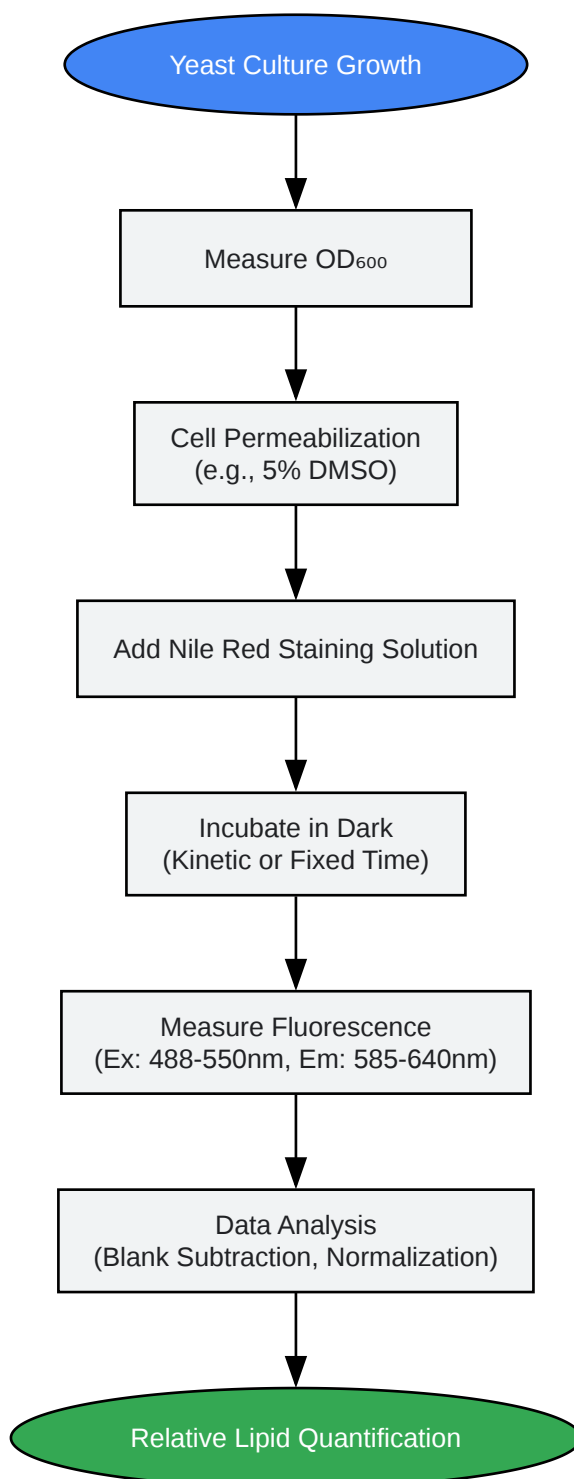 Yeast Culture Growth
Measure OD₆₀₀
Cell Permeabilization
(e.g., 5% DMSO)
Add Nile Red Staining Solution
Incubate in Dark
(Kinetic or Fixed Time)
Measure Fluorescence
(Ex: 488-550nm, Em: 585-640nm)
Data Analysis
(Blank Subtraction, Normalization)
Relative Lipid Quantification